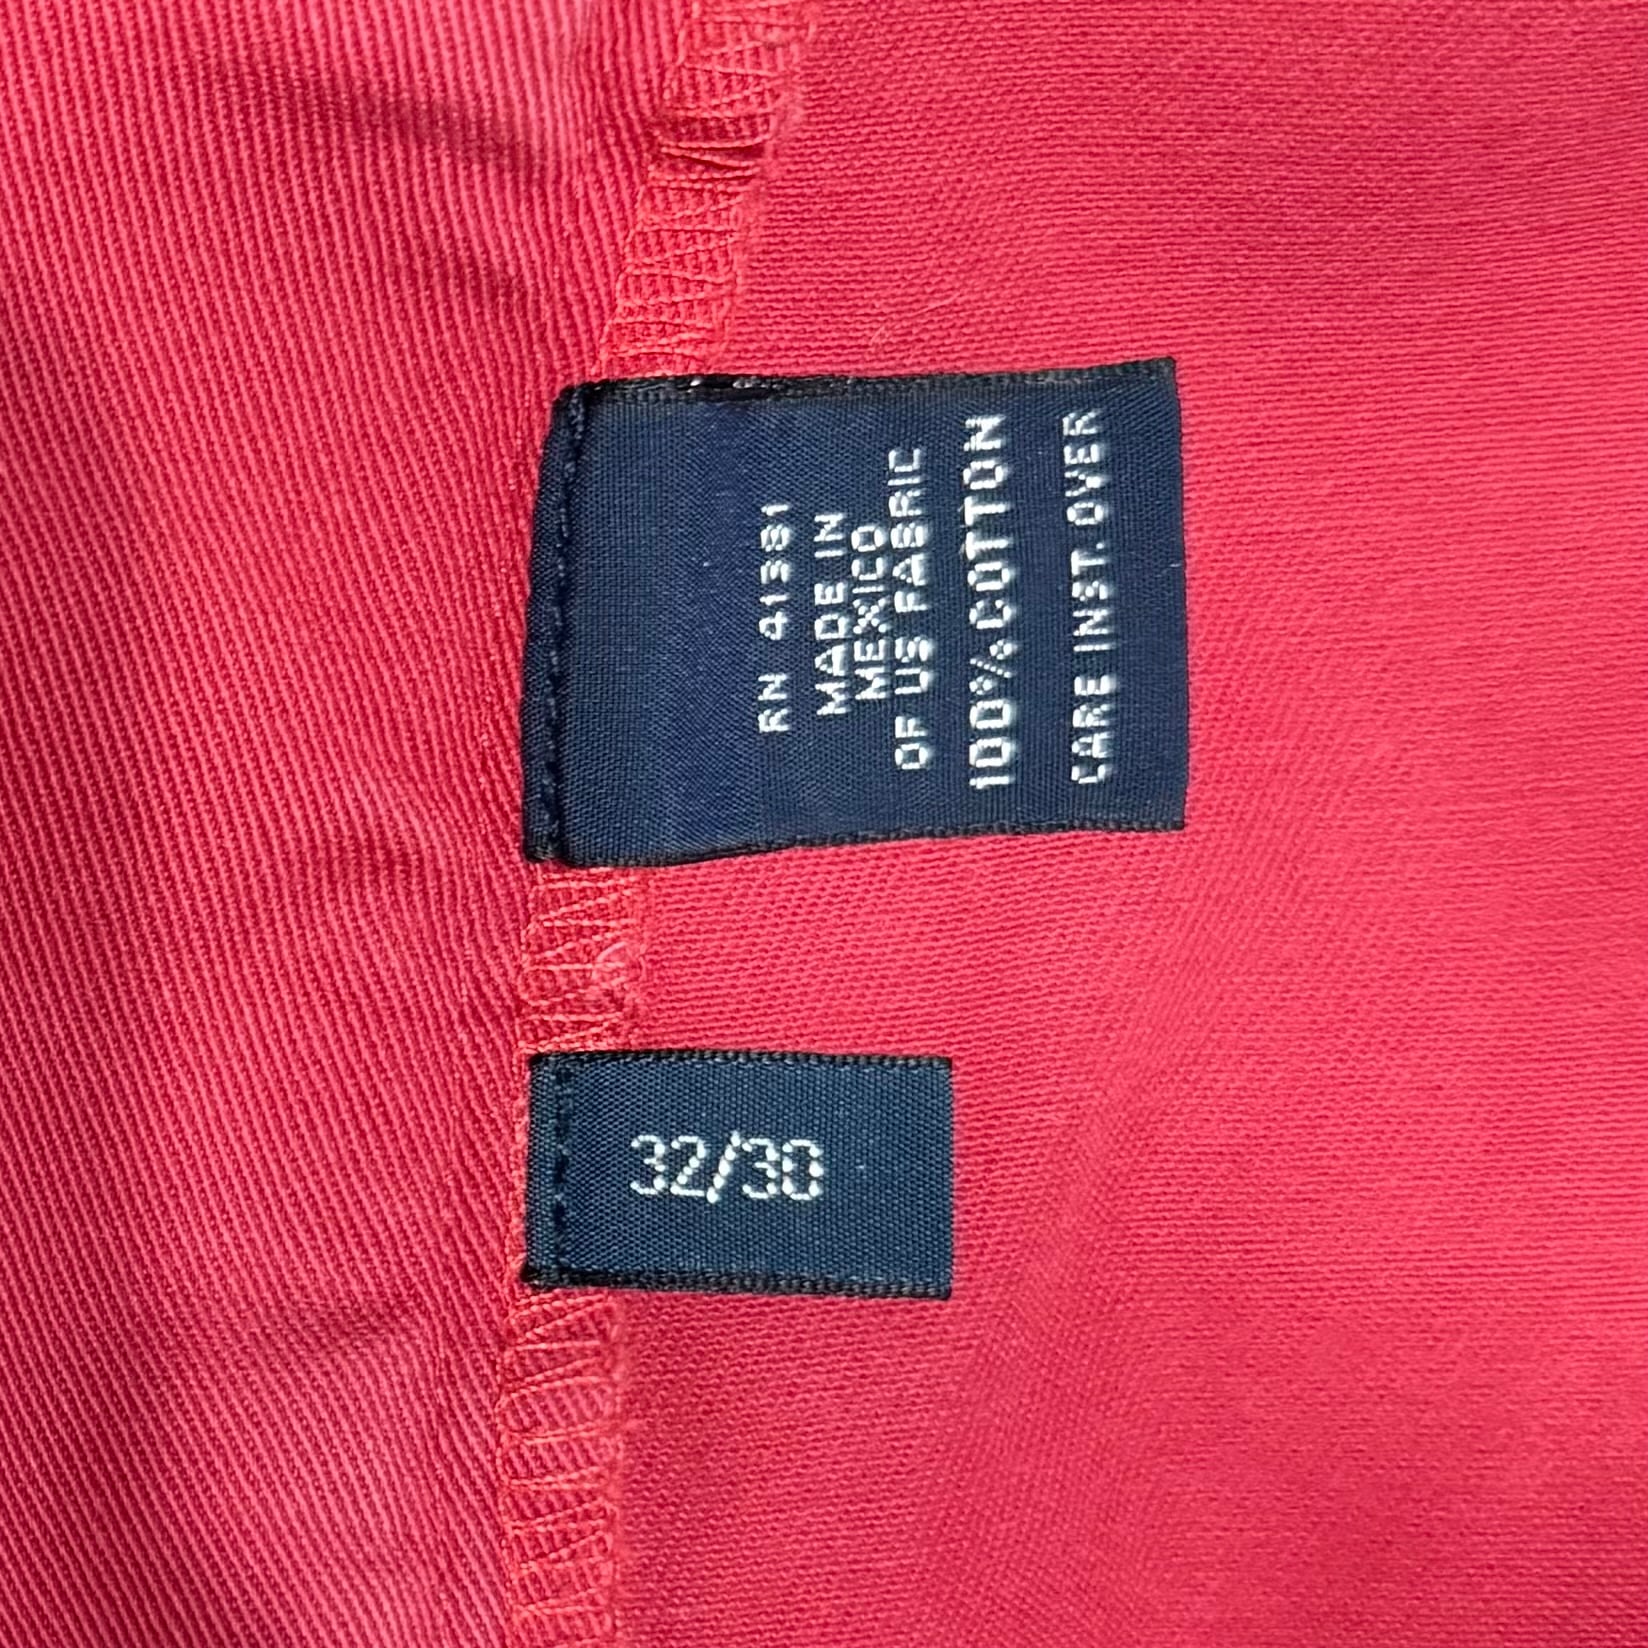 RN 41381
MADE IN
MEXICO
OF US FABRIC
100% COTTON
CARE INST. OVER
32/30